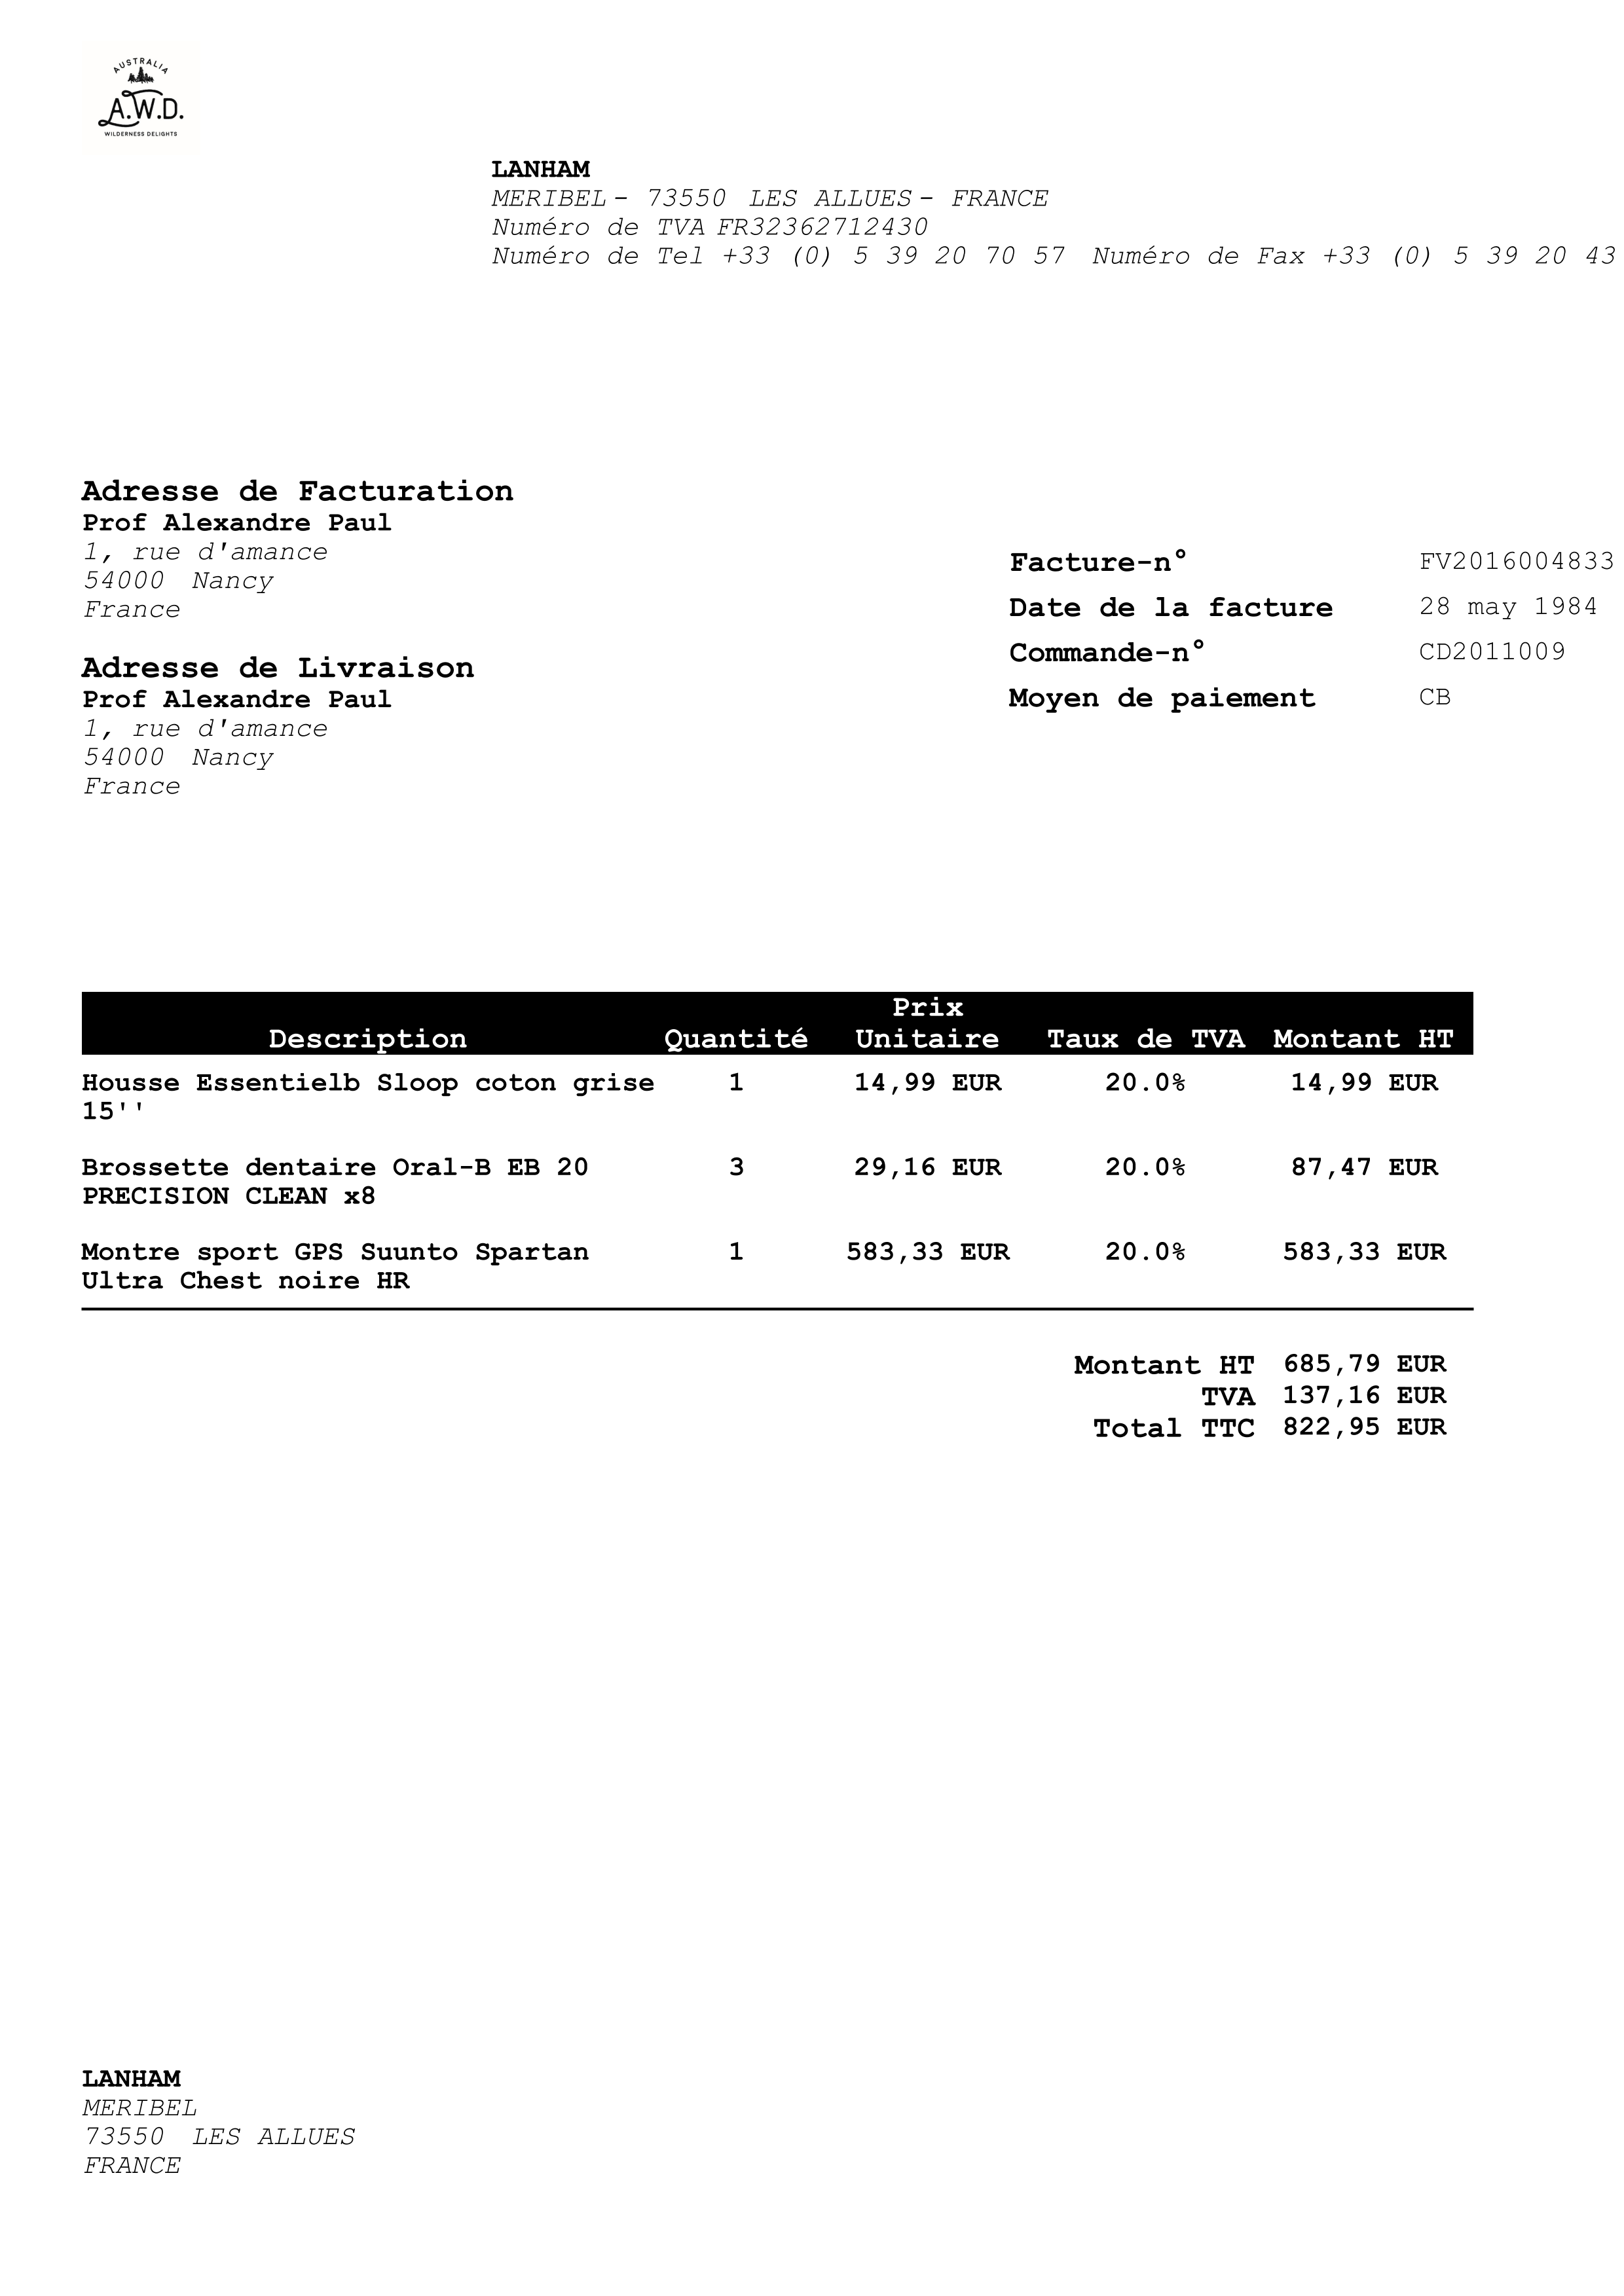 AUSTRALIA
A.W.D.
WILDERNESS DELIGHTS
LANHAM
MERIBEL - 73550 LES ALLUES - FRANCE
Numéro de TVA FR32362712430
Numéro de Tel +33 (0) 5 39 20 70 57 Numéro de Fax +33 (0) 5 39 20 43
Adresse de Facturation
Prof Alexandre Paul
1, rue d'amance
54000 Nancy
France
Facture-n° FV2016004833
Date de la facture 28 may 1984
Commande-n° CD2011009
Moyen de paiement CB
Adresse de Livraison
Prof Alexandre Paul
1, rue d'amance
54000 Nancy
France
Prix
Description Quantité Unitaire Taux de TVA Montant HT
Housse Essentielb Sloop coton grise 1 14,99 EUR 20.0% 14,99 EUR
15''
Brossette dentaire Oral-B EB 20 3 29,16 EUR 20.0% 87,47 EUR
PRECISION CLEAN x8
Montre sport GPS Suunto Spartan 1 583,33 EUR 20.0% 583,33 EUR
Ultra Chest noire HR
Montant HT 685,79 EUR
TVA 137,16 EUR
Total TTC 822,95 EUR
LANHAM
MERIBEL
73550 LES ALLUES
FRANCE